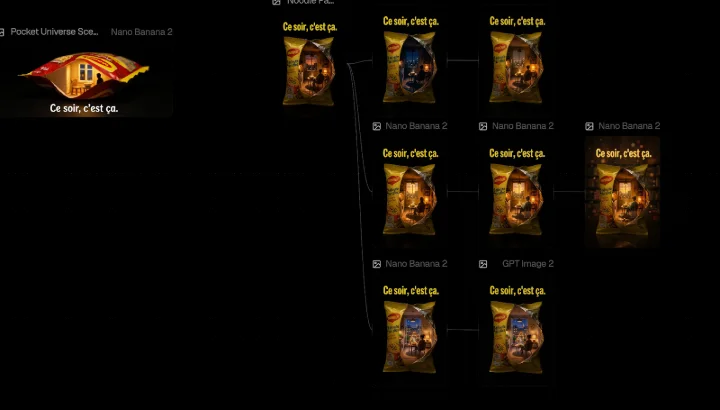 Noodle Pa...
Pocket Universe Sce... Nano Banana 2
Ce soir, c'est ça.
Ce soir, c'est ça.
Ce soir, c'est ça.
Ce soir, c'est ça.
Nano Banana 2
Nano Banana 2
Nano Banana 2
Ce soir, c'est ça.
Ce soir, c'est ça.
Ce soir, c'est ça.
Nano Banana 2
GPT Image 2
Ce soir, c'est ça.
Ce soir, c'est ça.